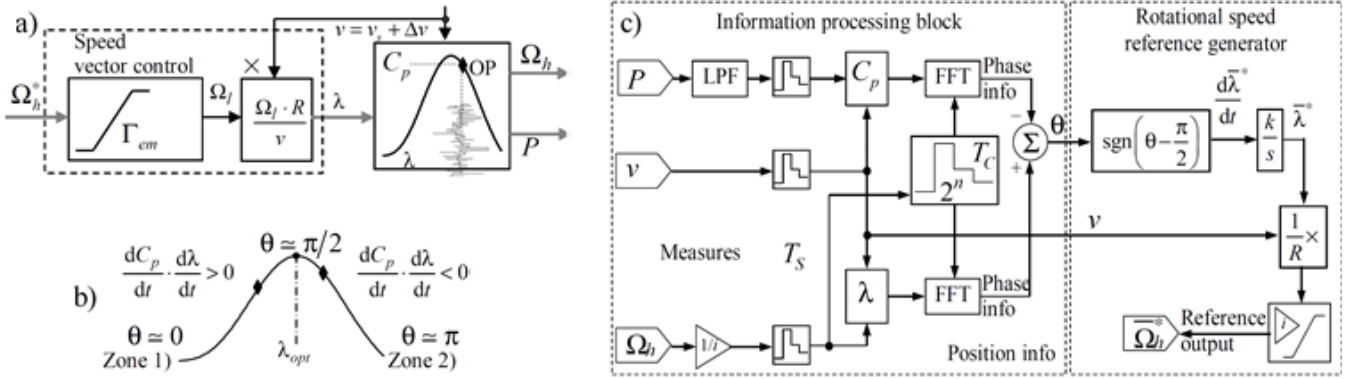 a)
Speed
vector control
v = v_s + Δv
Ω_h^*
Γ_em
Ω_l
×
Ω_l · R
v
λ
C_p
OP
λ
Ω_h
P
b)
θ ≃ π/2
dC_p/dt · dλ/dt > 0
dC_p/dt · dλ/dt < 0
θ ≃ 0
Zone 1)
λ_opt
θ ≃ π
Zone 2)
c)
Information processing block
P
LPF
C_p
FFT
Phase
info
v
T_C
2^n
Measures
T_S
λ
FFT
Phase
info
Ω_h
1/i
Position info
−
Σ
+
θ
Rotational speed
reference generator
sgn(θ − π/2)
dλ̅^*/dt
k/s
λ̅^*
v
1/R ×
i
Reference
output
Ω̅_h^*